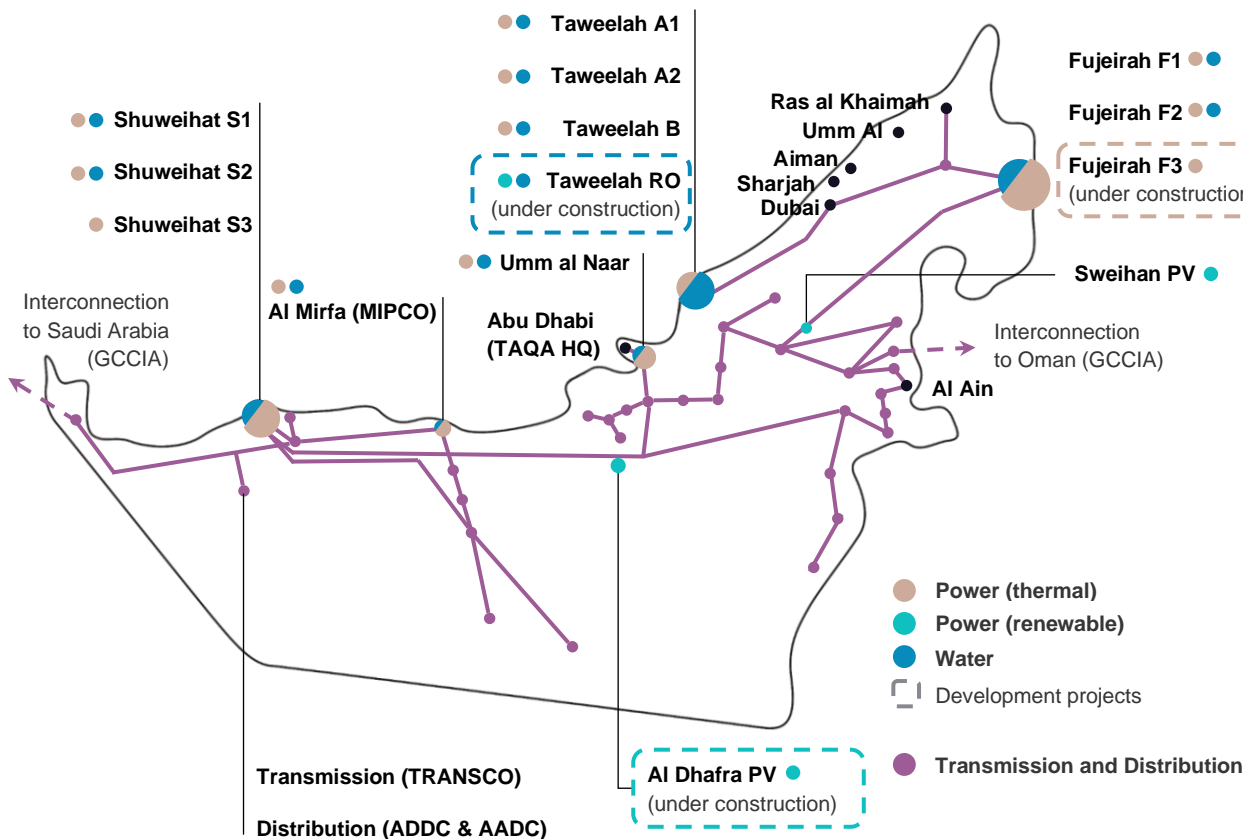 Taweelah A1
Taweelah A2
Taweelah B
Taweelah RO
(under construction)
Fujeirah F1
Fujeirah F2
Fujeirah F3
(under construction
Shuweihat S1
Shuweihat S2
Shuweihat S3
Ras al Khaimah
Umm Al
Aiman
Sharjah
Dubai
Umm al Naar
Sweihan PV
Al Mirfa (MIPCO)
Interconnection
to Saudi Arabia
(GCCIA)
Abu Dhabi
(TAQA HQ)
Interconnection
to Oman (GCCIA)
Al Ain
Power (thermal)
Power (renewable)
Water
Development projects
Transmission and Distribution
Transmission (TRANSCO)
Distribution (ADDC & AADC)
Al Dhafra PV
(under construction)